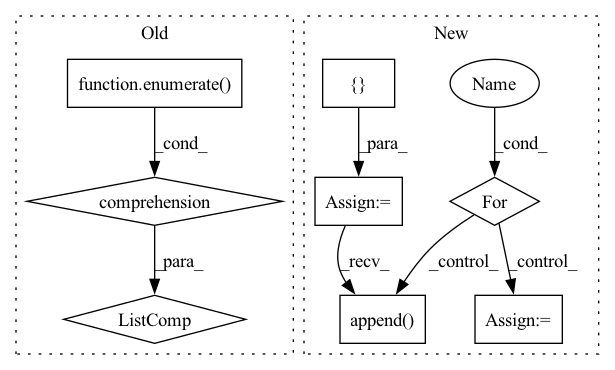 Old
New
function.enumerate()
{}
Name
_cond_
_para_
_cond_
comprehension
Assign:=
For
_para_
_recv_
_control_
_control_
ListComp
append()
Assign:=